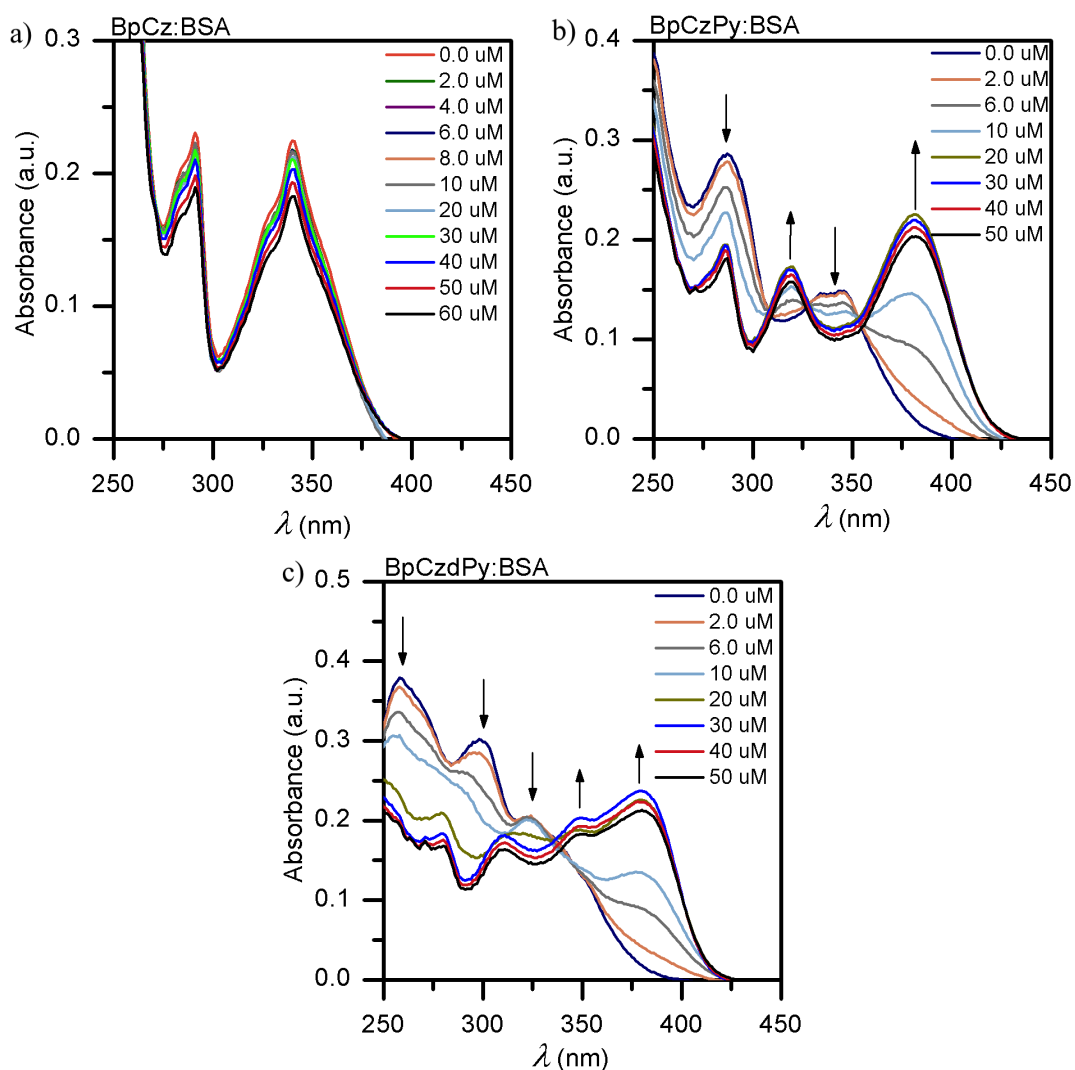 a) BpCz:BSA
0.3
0.2
0.1
0.0
Absorbance (a.u.)
250 300 350 400 450
λ (nm)
0.0 uM
2.0 uM
4.0 uM
6.0 uM
8.0 uM
10 uM
20 uM
30 uM
40 uM
50 uM
60 uM
b) BpCzPy:BSA
0.4
0.3
0.2
0.1
0.0
Absorbance (a.u.)
250 300 350 400 450
λ (nm)
0.0 uM
2.0 uM
6.0 uM
10 uM
20 uM
30 uM
40 uM
50 uM
c) BpCzdPy:BSA
0.5
0.4
0.3
0.2
0.1
0.0
Absorbance (a.u.)
250 300 350 400 450
λ (nm)
0.0 uM
2.0 uM
6.0 uM
10 uM
20 uM
30 uM
40 uM
50 uM